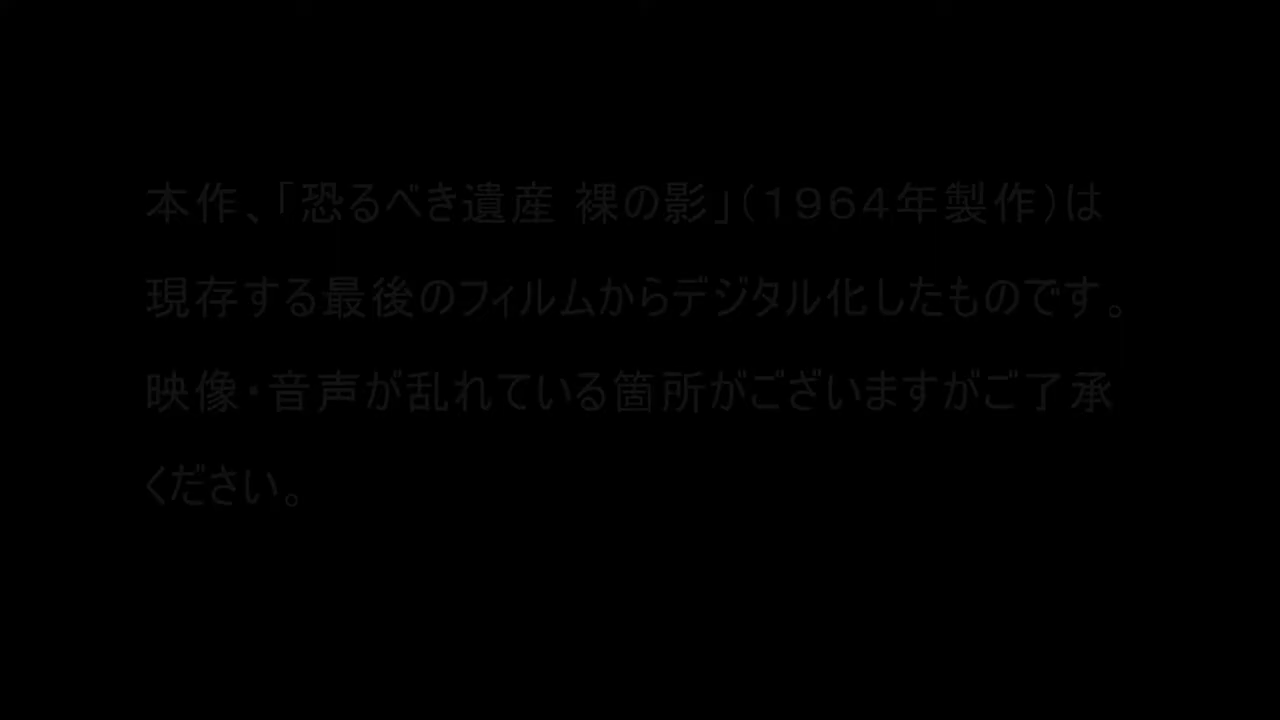 本作、「恐るべき遺産 裸の影」(１９６４年製作)は
現存する最後のフィルムからデジタル化したものです。
映像・音声が乱れている箇所がございますがご了承
ください。